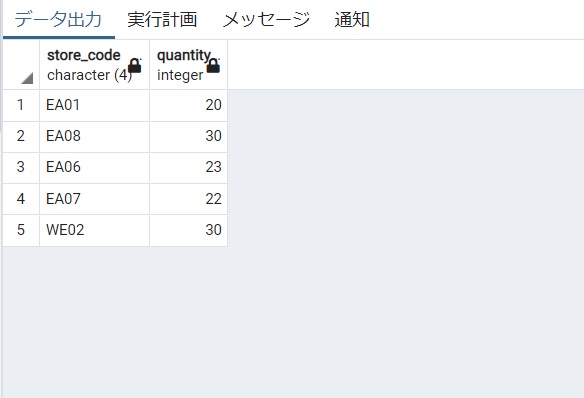 データ出力 実行計画 メッセージ 通知
store_code quantity
character (4) integer
1 EA01 20
2 EA08 30
3 EA06 23
4 EA07 22
5 WE02 30